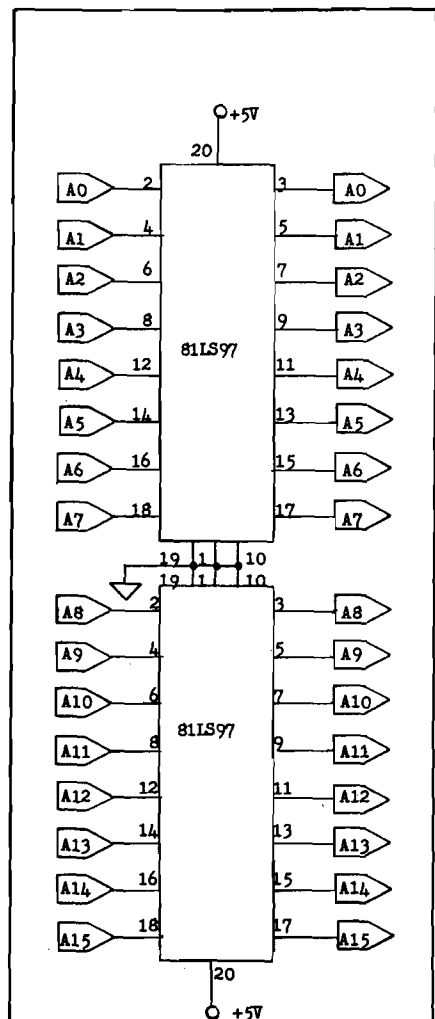 +5V
20
A0 2 3 A0
A1 4 5 A1
A2 6 7 A2
A3 8 9 A3
81LS97
A4 12 11 A4
A5 14 13 A5
A6 16 15 A6
A7 18 17 A7
19 1 10
19 1 10
A8 2 3 A8
A9 4 5 A9
A10 6 7 A10
81LS97
A11 8 9 A11
A12 12 11 A12
A13 14 13 A13
A14 16 15 A14
A15 18 17 A15
20
+5V